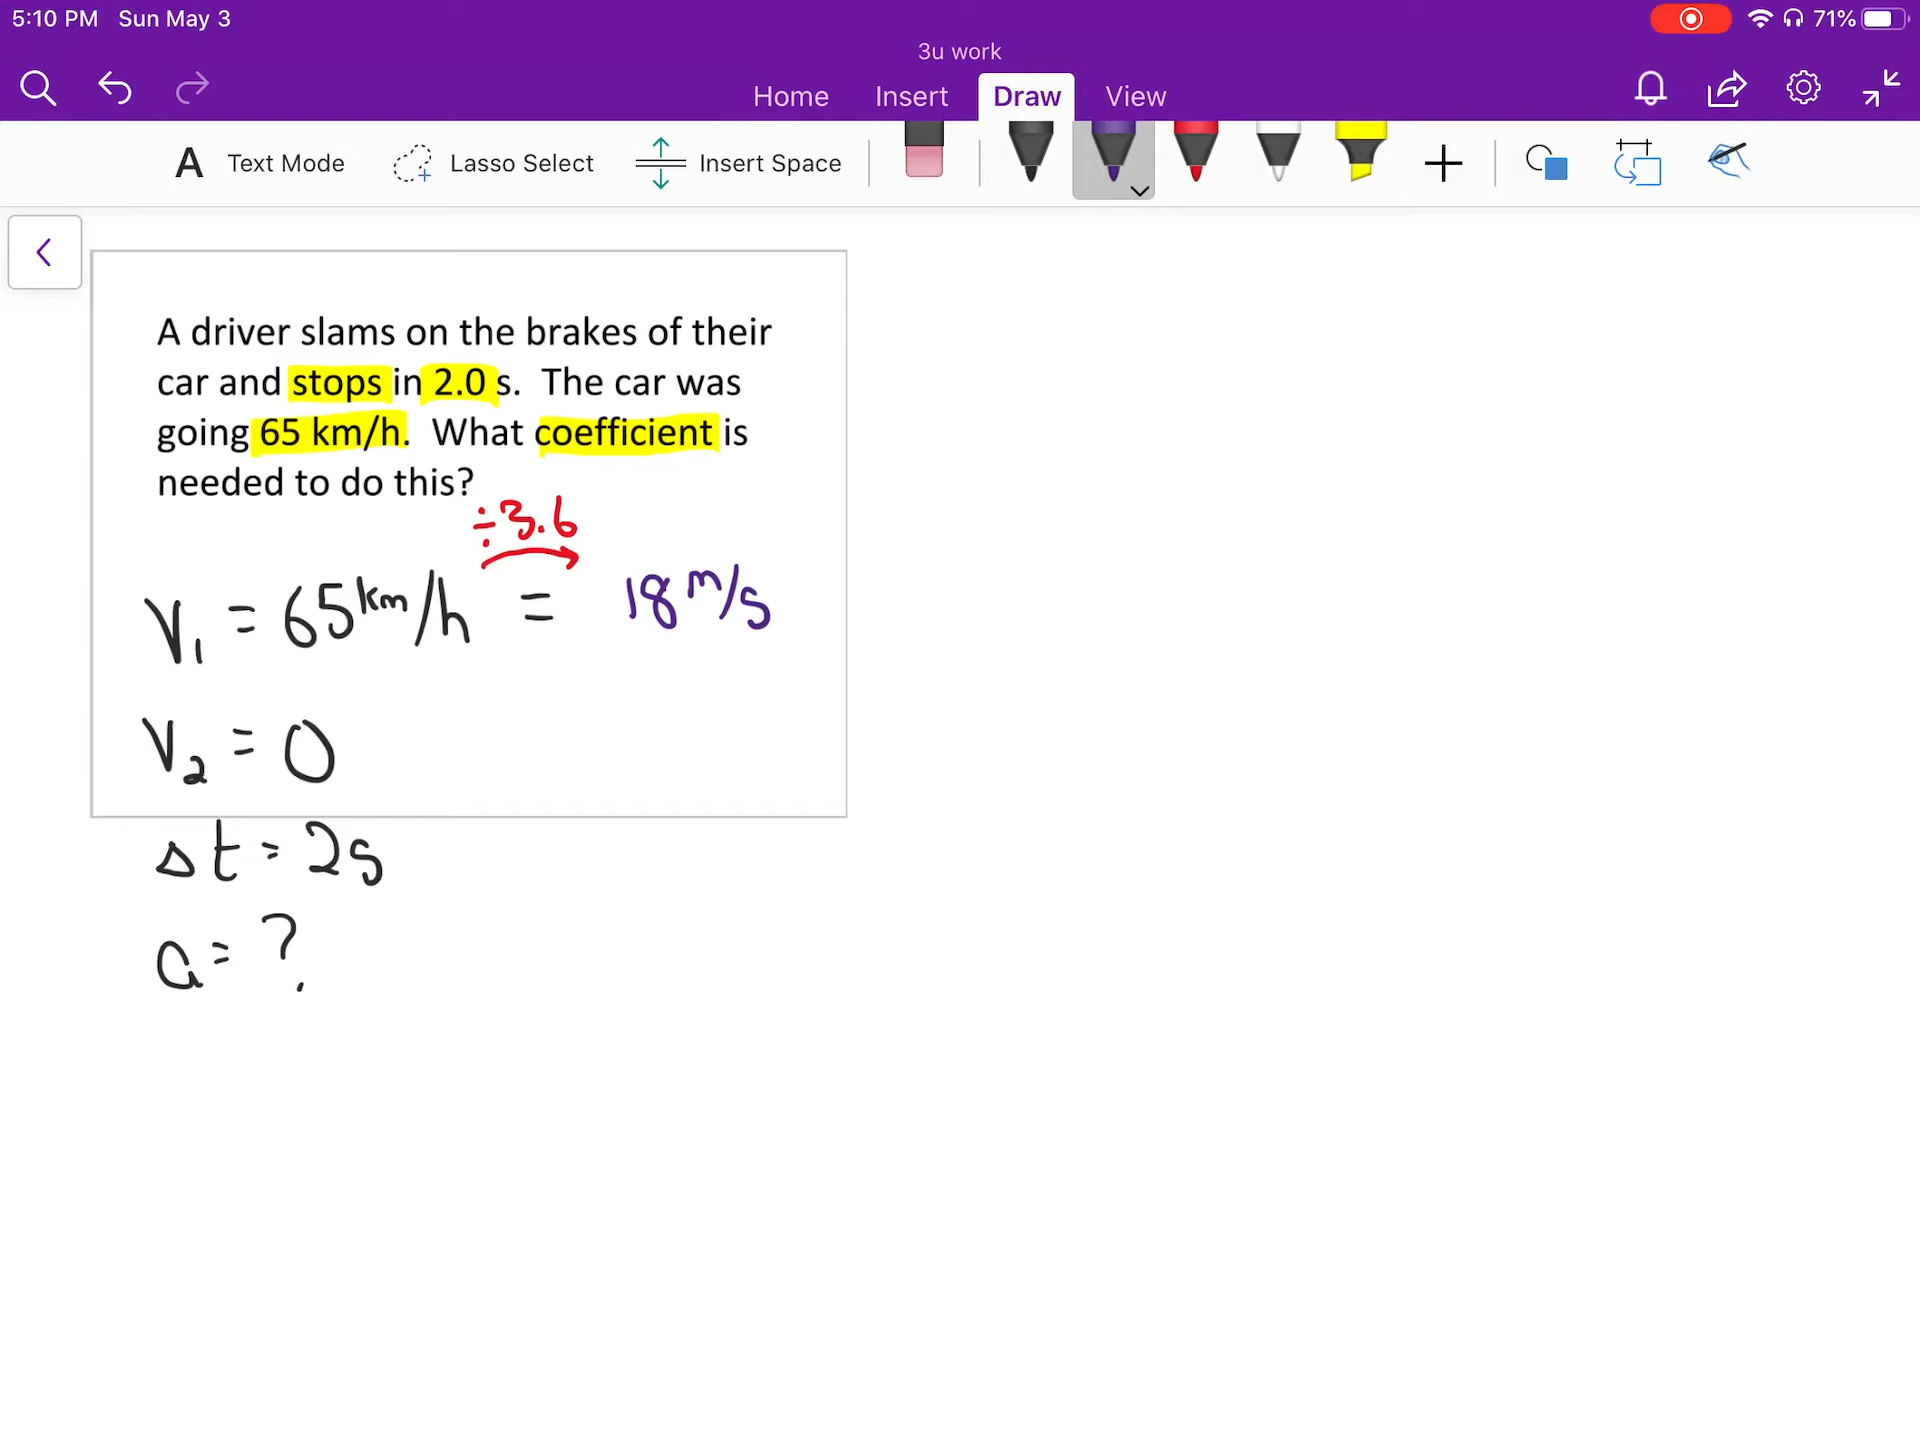 5:10 PM Sun May 3
71%
3u work
Home Insert Draw View
A Text Mode Lasso Select Insert Space
A driver slams on the brakes of their
car and stops in 2.0 s. The car was
going 65 km/h. What coefficient is
needed to do this?
÷3.6
V₁ = 65 km/h = 18 m/s
V₂ = 0
Δt = 2s
a = ?